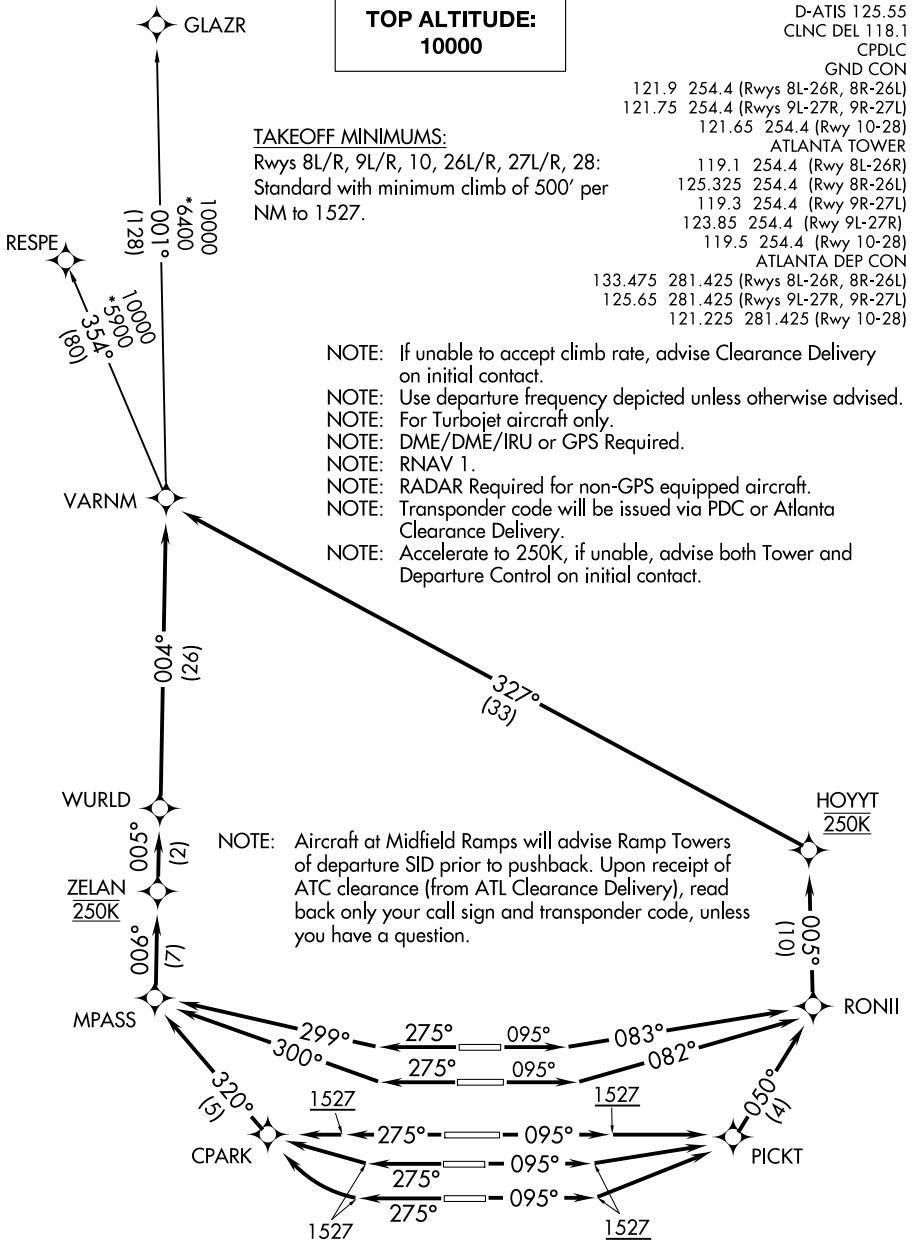 GLAZR
TOP ALTITUDE:
10000
D-ATIS 125.55
CLNC DEL 118.1
CPDLC
GND CON
121.9 254.4 (Rwys 8L-26R, 8R-26L)
121.75 254.4 (Rwys 9L-27R, 9R-27L)
121.65 254.4 (Rwy 10-28)
ATLANTA TOWER
119.1 254.4 (Rwy 8L-26R)
125.325 254.4 (Rwy 8R-26L)
119.3 254.4 (Rwy 9R-27L)
123.85 254.4 (Rwy 9L-27R)
119.5 254.4 (Rwy 10-28)
ATLANTA DEP CON
133.475 281.425 (Rwys 8L-26R, 8R-26L)
125.65 281.425 (Rwys 9L-27R, 9R-27L)
121.225 281.425 (Rwy 10-28)
TAKEOFF MINIMUMS:
Rwys 8L/R, 9L/R, 10, 26L/R, 27L/R, 28:
Standard with minimum climb of 500' per
NM to 1527.
10000
*6400
001°
(128)
RESPE
10000
*5900
354°
(80)
NOTE: If unable to accept climb rate, advise Clearance Delivery
on initial contact.
NOTE: Use departure frequency depicted unless otherwise advised.
NOTE: For Turbojet aircraft only.
NOTE: DME/DME/IRU or GPS Required.
NOTE: RNAV 1.
NOTE: RADAR Required for non-GPS equipped aircraft.
NOTE: Transponder code will be issued via PDC or Atlanta
Clearance Delivery.
NOTE: Accelerate to 250K, if unable, advise both Tower and
Departure Control on initial contact.
VARNM
004°
(26)
327°
(33)
WURLD
HOYYT
250K
005°
(2)
NOTE: Aircraft at Midfield Ramps will advise Ramp Towers
of departure SID prior to pushback. Upon receipt of
ATC clearance (from ATL Clearance Delivery), read
back only your call sign and transponder code, unless
you have a question.
ZELAN
250K
006°
(7)
005°
(10)
MPASS
RONII
299°
275°
095°
083°
300°
275°
095°
082°
320°
(5)
1527
1527
050°
(4)
275°
095°
CPARK
PICKT
275°
095°
275°
095°
1527
1527